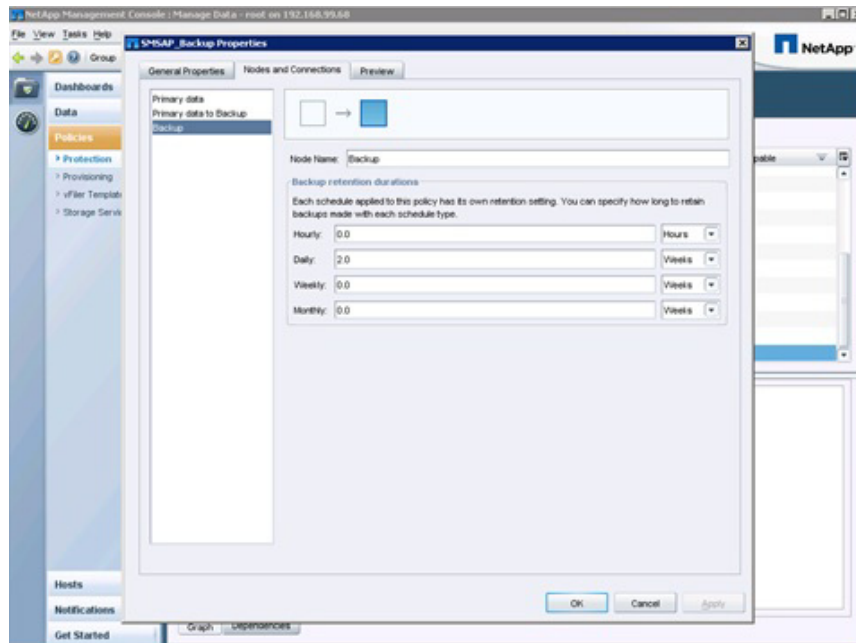 NetApp Management Console : Manage Data - root on 192.168.99.60
File View Tasks Help
Group
NetApp
Dashboards
Data
Policies
Protection
Provisioning
vFiler Templat
Storage Servi
Hosts
Notifications
Get Started
SMSAP_Backup Properties
General Properties Nodes and Connections Preview
Primary data
Primary data to Backup
Backup
Node Name: Backup
Backup retention durations
Each schedule applied to this policy has its own retention setting. You can specify how long to retain
backups made with each schedule type.
Hourly: 0.0 Hours
Daily: 2.0 Weeks
Weekly: 0.0 Weeks
Monthly: 0.0 Weeks
OK Cancel Apply
pable
Graph Dependencies